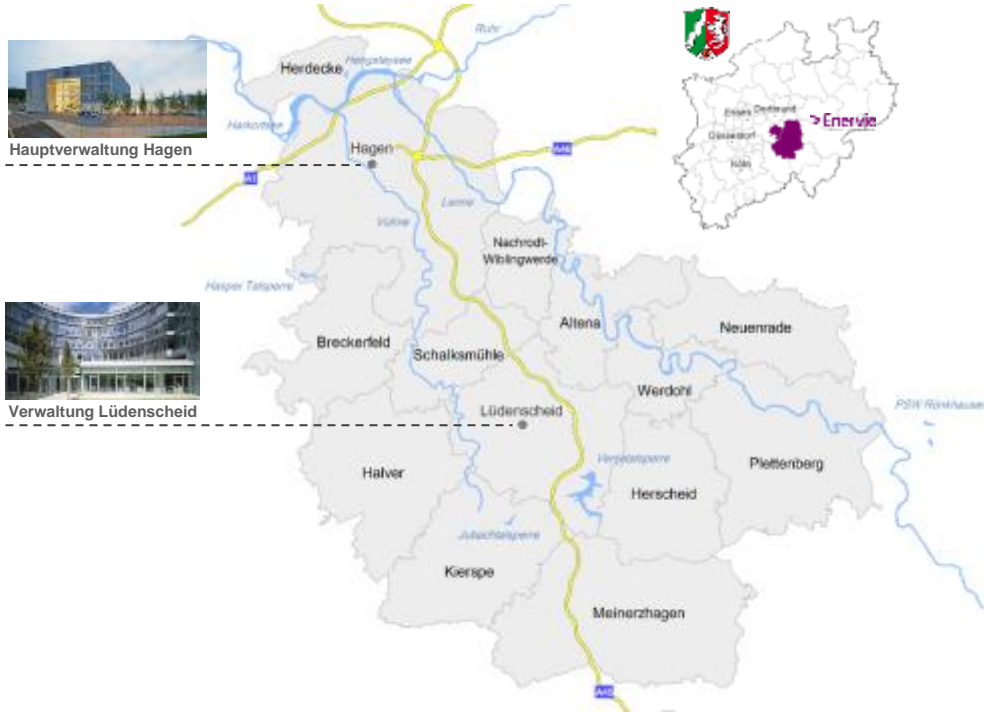 Ruhr
Hengsteysee
Herdecke
Harkortsee
Hauptverwaltung Hagen
Hagen
A46
A1
Lenne
Volme
Essen Dortmund
Enervie
Düsseldorf
Köln
Nachrodt-
Wiblingwerde
Hasper Talsperre
Altena
Neuenrade
Breckerfeld
Schalksmühle
Werdohl
Verwaltung Lüdenscheid
Lüdenscheid
PSW Rönkhausen
Versetalsperre
Halver
Plettenberg
Herscheid
Jubachtalsperre
Kierspe
Meinerzhagen
A45